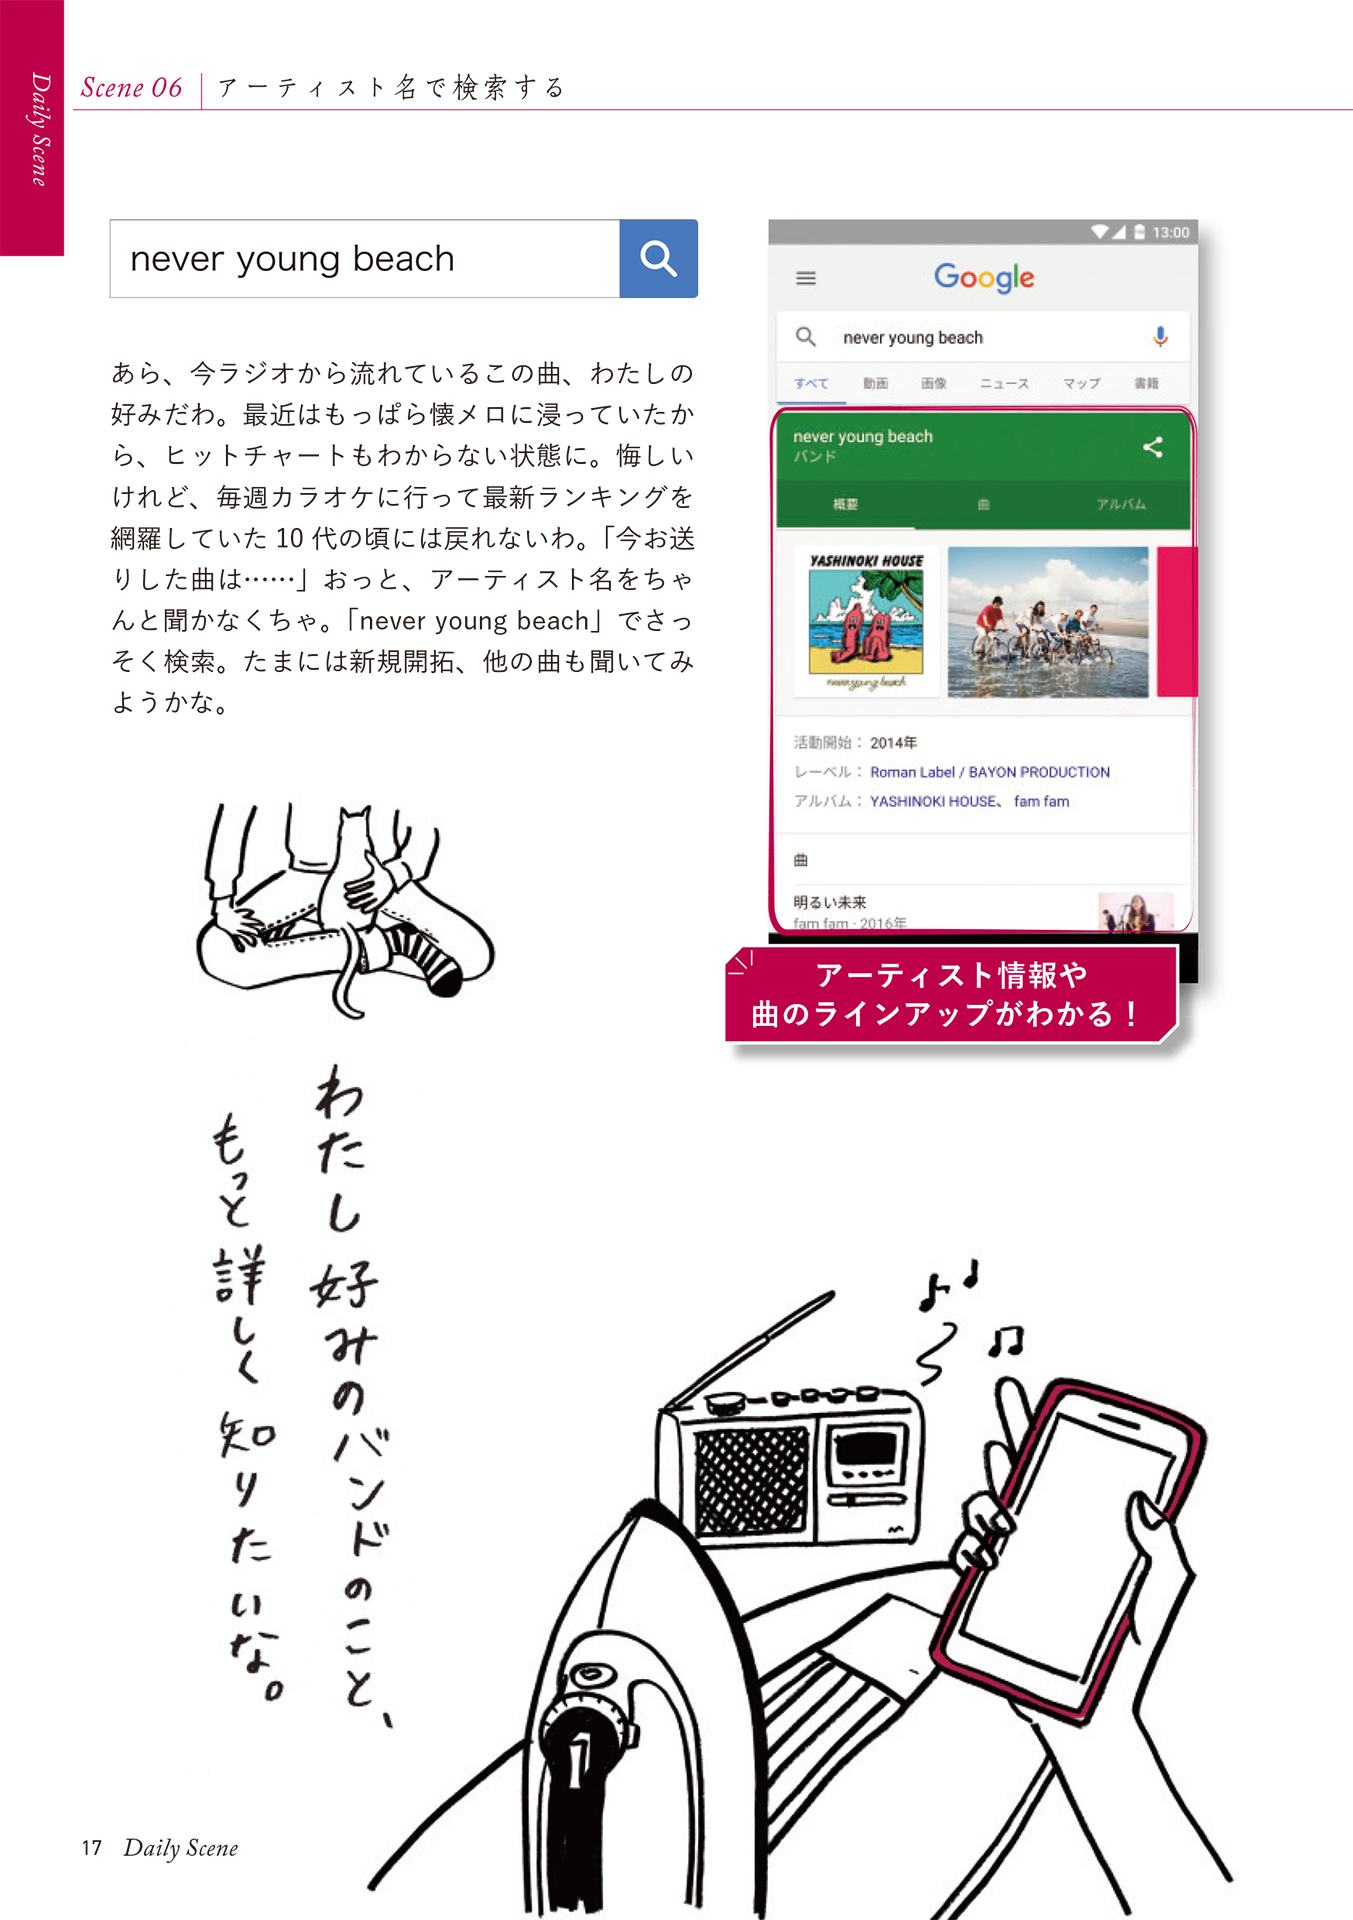 Daily Scene
Scene 06
アーティスト名で検索する
never young beach
あら、今ラジオから流れているこの曲、わたしの
好みだわ。最近はもっぱら懐メロに浸っていたか
ら、ヒットチャートもわからない状態に。悔しい
けれど、毎週カラオケに行って最新ランキングを
網羅していた 10 代の頃には戻れないわ。「今お送
りした曲は……」おっと、アーティスト名をちゃ
んと聞かなくちゃ。「never young beach」でさっ
そく検索。たまには新規開拓、他の曲も聞いてみ
ようかな。
13:00
Google
never young beach
すべて 動画 画像 ニュース マップ 書籍
never young beach
バンド
概要 曲 アルバム
YASHINOKI HOUSE
never young beach
活動開始： 2014年
レーベル： Roman Label / BAYON PRODUCTION
アルバム： YASHINOKI HOUSE、 fam fam
曲
明るい未来
fam fam · 2016年
アーティスト情報や
曲のラインアップがわかる！
わたし好みのバンドのこと、
もっと詳しく知りたいな。
17 Daily Scene